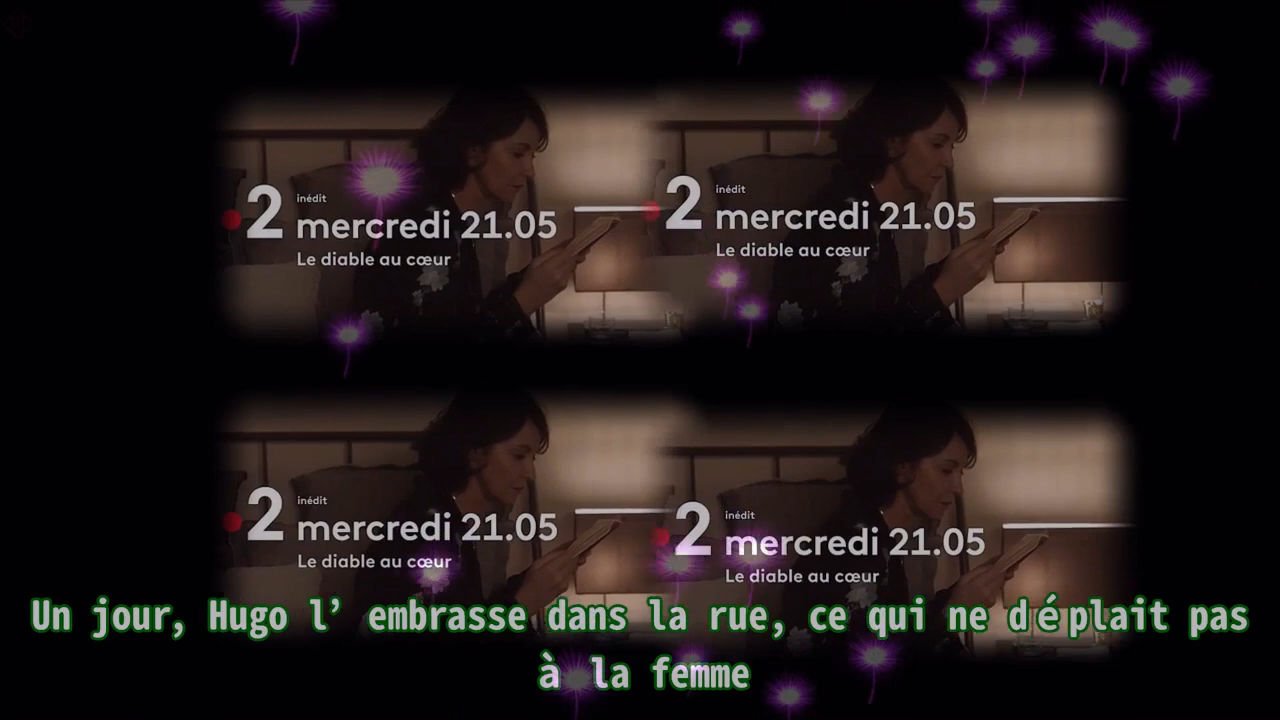 2 inédit
mercredi 21.05
Le diable au cœur
2 inédit
mercredi 21.05
Le diable au cœur
2 inédit
mercredi 21.05
Le diable au cœur
2 inédit
mercredi 21.05
Le diable au cœur
Un jour, Hugo l’ embrasse dans la rue, ce qui ne déplait pas
à la femme